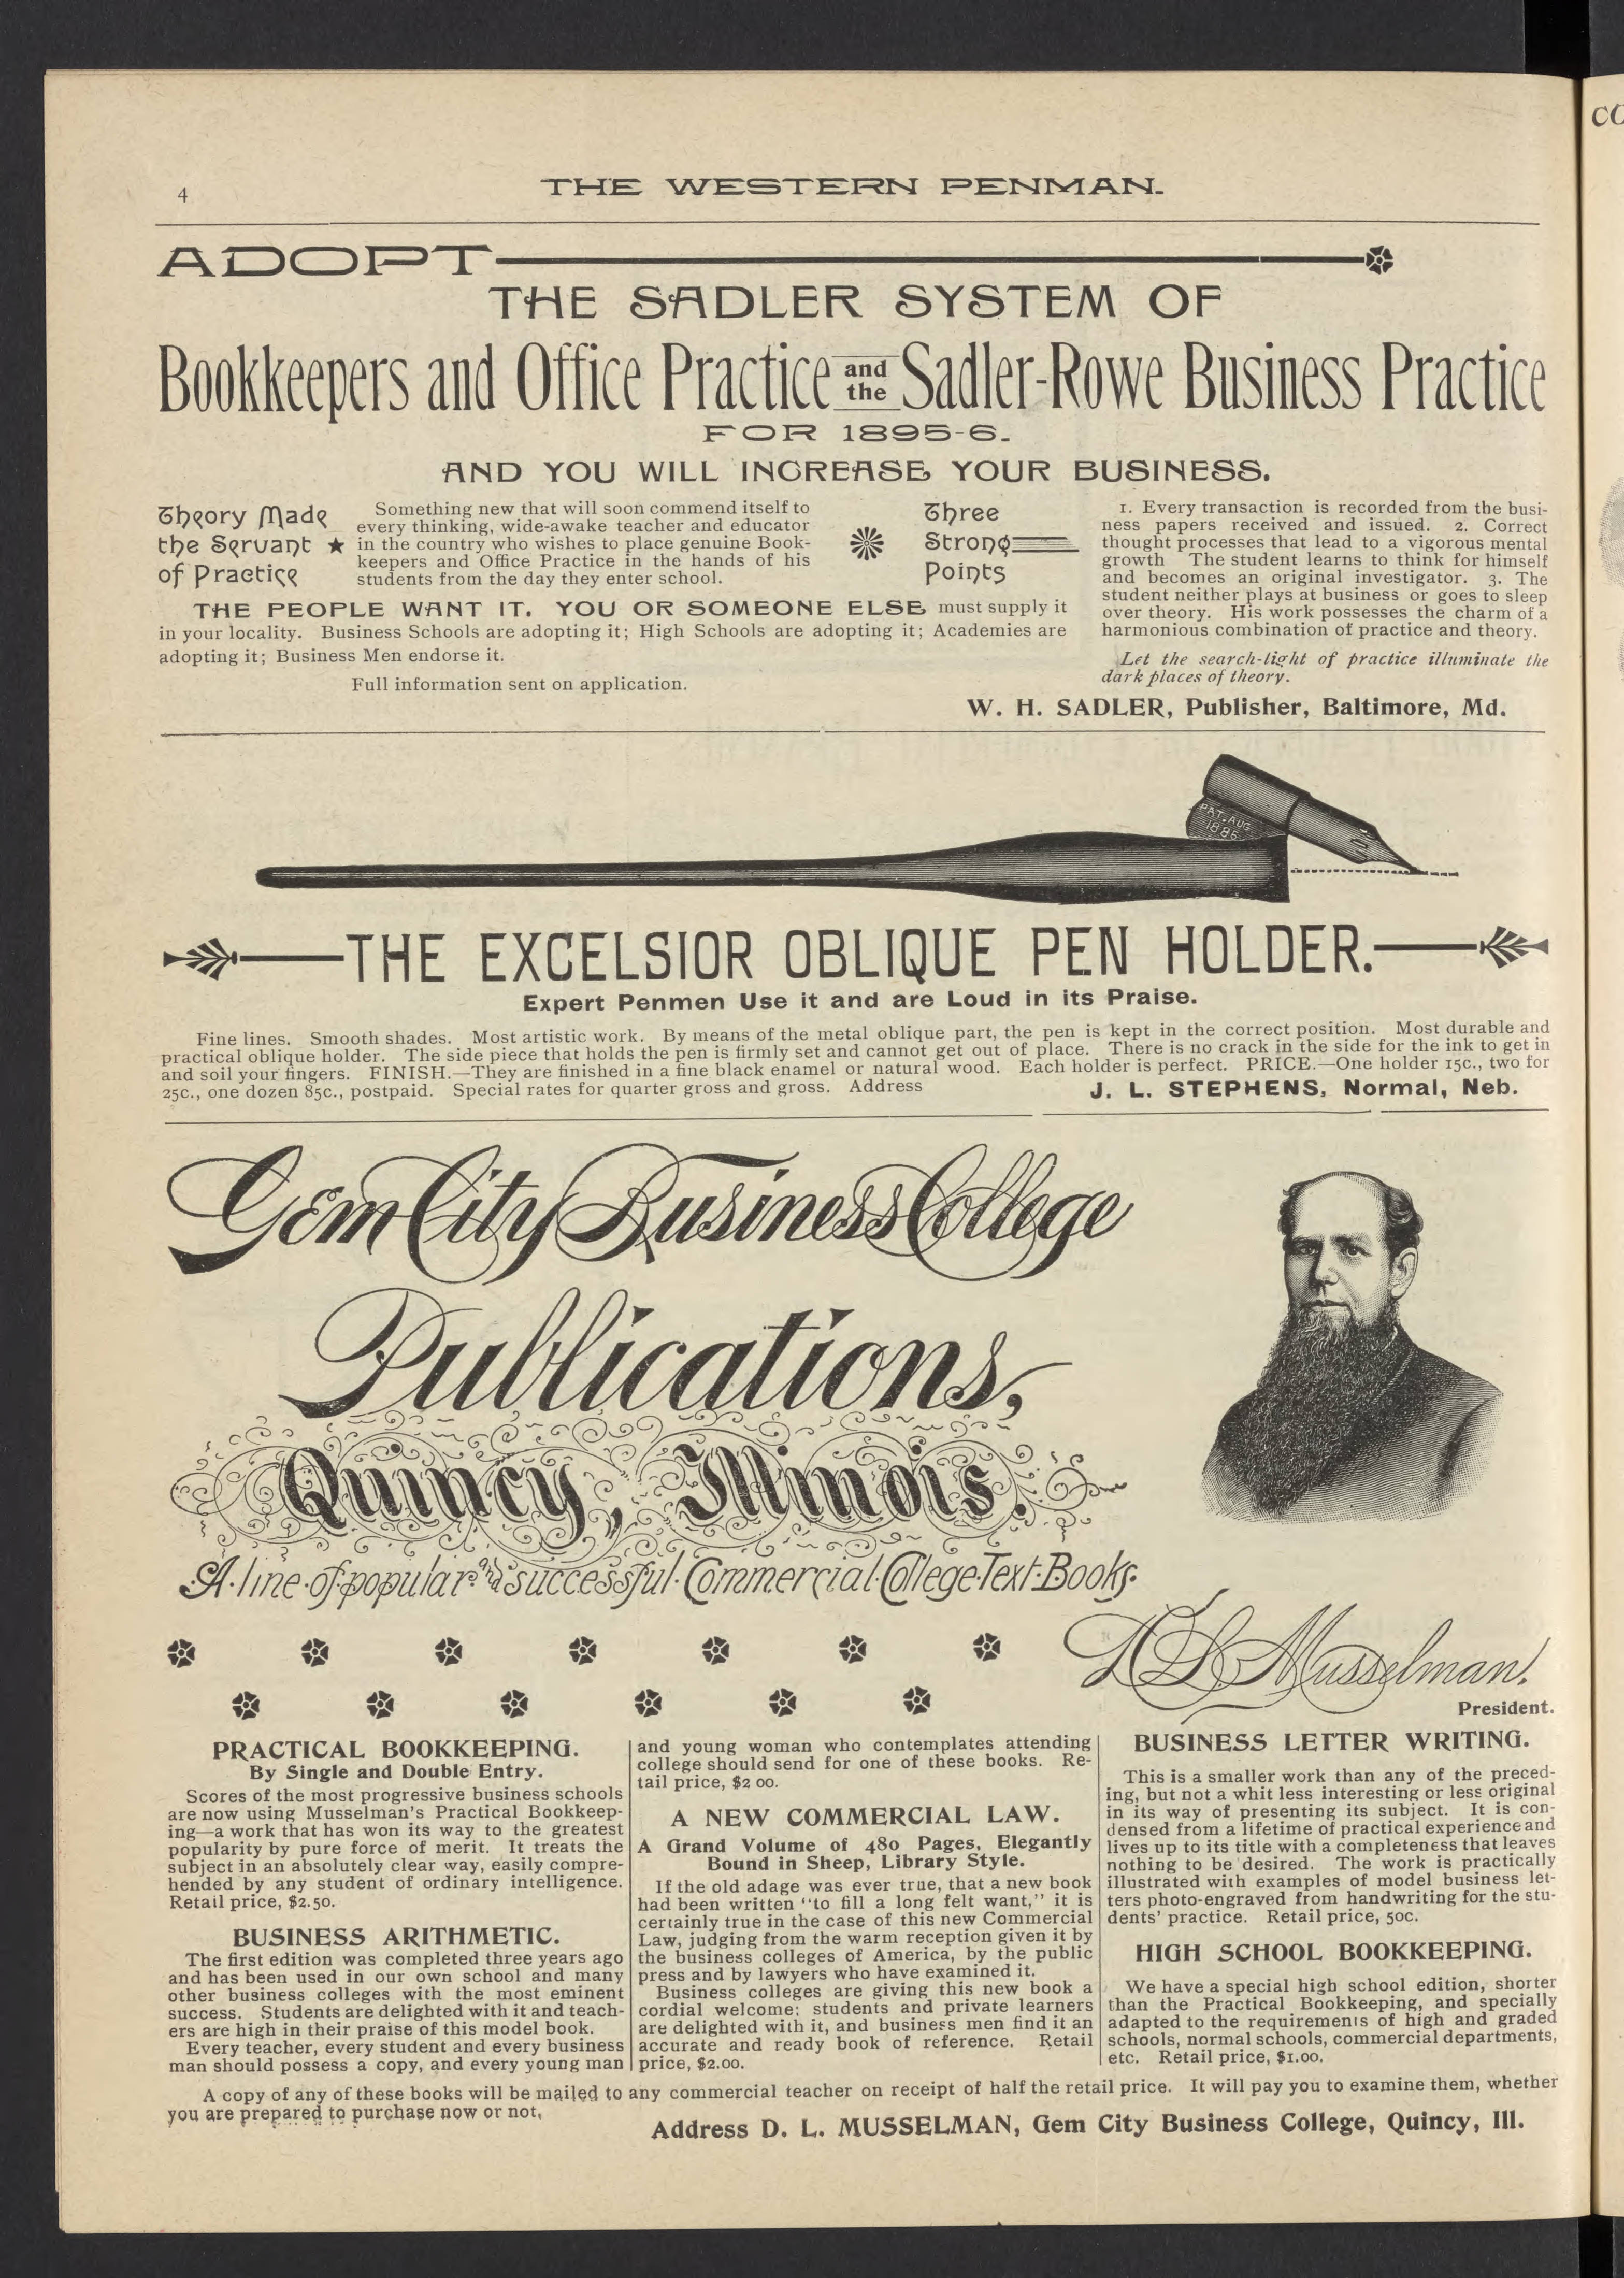 4
THE WESTERN PENMAN.
ADOPT
THE SADLER SYSTEM OF
Bookkeepers and Office Practice and the Sadler-Rowe Business Practice
FOR 1895-6.
AND YOU WILL INCREASE YOUR BUSINESS.
Theory Made
the Servant ★
of Practice
Something new that will soon commend itself to
every thinking, wide-awake teacher and educator
in the country who wishes to place genuine Book-
keepers and Office Practice in the hands of his
students from the day they enter school.
THE PEOPLE WANT IT. YOU OR SOMEONE ELSE must supply it
in your locality. Business Schools are adopting it; High Schools are adopting it; Academies are
adopting it; Business Men endorse it.
Full information sent on application.
Three
Strong
Points
1. Every transaction is recorded from the busi-
ness papers received and issued. 2. Correct
thought processes that lead to a vigorous mental
growth The student learns to think for himself
and becomes an original investigator. 3. The
student neither plays at business or goes to sleep
over theory. His work possesses the charm of a
harmonious combination of practice and theory.
Let the search-light of practice illuminate the
dark places of theory.
W. H. SADLER, Publisher, Baltimore, Md.
PAT. AUG
1886
THE EXCELSIOR OBLIQUE PEN HOLDER.
Expert Penmen Use it and are Loud in its Praise.
Fine lines. Smooth shades. Most artistic work. By means of the metal oblique part, the pen is kept in the correct position. Most durable and
practical oblique holder. The side piece that holds the pen is firmly set and cannot get out of place. There is no crack in the side for the ink to get in
and soil your fingers. FINISH.—They are finished in a fine black enamel or natural wood. Each holder is perfect. PRICE.—One holder 15c., two for
25c., one dozen 85c., postpaid. Special rates for quarter gross and gross. Address
J. L. STEPHENS, Normal, Neb.
Gem City Business College
Publications,
Quincy, Illinois.
A line of popular and successful Commercial College Text Books.
D L Musselman.
President.
PRACTICAL BOOKKEEPING.
By Single and Double Entry.
Scores of the most progressive business schools
are now using Musselman's Practical Bookkeep-
ing—a work that has won its way to the greatest
popularity by pure force of merit. It treats the
subject in an absolutely clear way, easily compre-
hended by any student of ordinary intelligence.
Retail price, $2.50.
BUSINESS ARITHMETIC.
The first edition was completed three years ago
and has been used in our own school and many
other business colleges with the most eminent
success. Students are delighted with it and teach-
ers are high in their praise of this model book.
Every teacher, every student and every business
man should possess a copy, and every young man
and young woman who contemplates attending
college should send for one of these books. Re-
tail price, $2 00.
A NEW COMMERCIAL LAW.
A Grand Volume of 480 Pages, Elegantly
Bound in Sheep, Library Style.
If the old adage was ever true, that a new book
had been written "to fill a long felt want," it is
certainly true in the case of this new Commercial
Law, judging from the warm reception given it by
the business colleges of America, by the public
press and by lawyers who have examined it.
Business colleges are giving this new book a
cordial welcome; students and private learners
are delighted with it, and business men find it an
accurate and ready book of reference. Retail
price, $2.00.
BUSINESS LETTER WRITING.
This is a smaller work than any of the preced-
ing, but not a whit less interesting or less original
in its way of presenting its subject. It is con-
densed from a lifetime of practical experience and
lives up to its title with a completeness that leaves
nothing to be desired. The work is practically
illustrated with examples of model business let-
ters photo-engraved from handwriting for the stu-
dents' practice. Retail price, 50c.
HIGH SCHOOL BOOKKEEPING.
We have a special high school edition, shorter
than the Practical Bookkeeping, and specially
adapted to the requirements of high and graded
schools, normal schools, commercial departments,
etc. Retail price, $1.00.
A copy of any of these books will be mailed to any commercial teacher on receipt of half the retail price. It will pay you to examine them, whether
you are prepared to purchase now or not,
Address D. L. MUSSELMAN, Gem City Business College, Quincy, Ill.